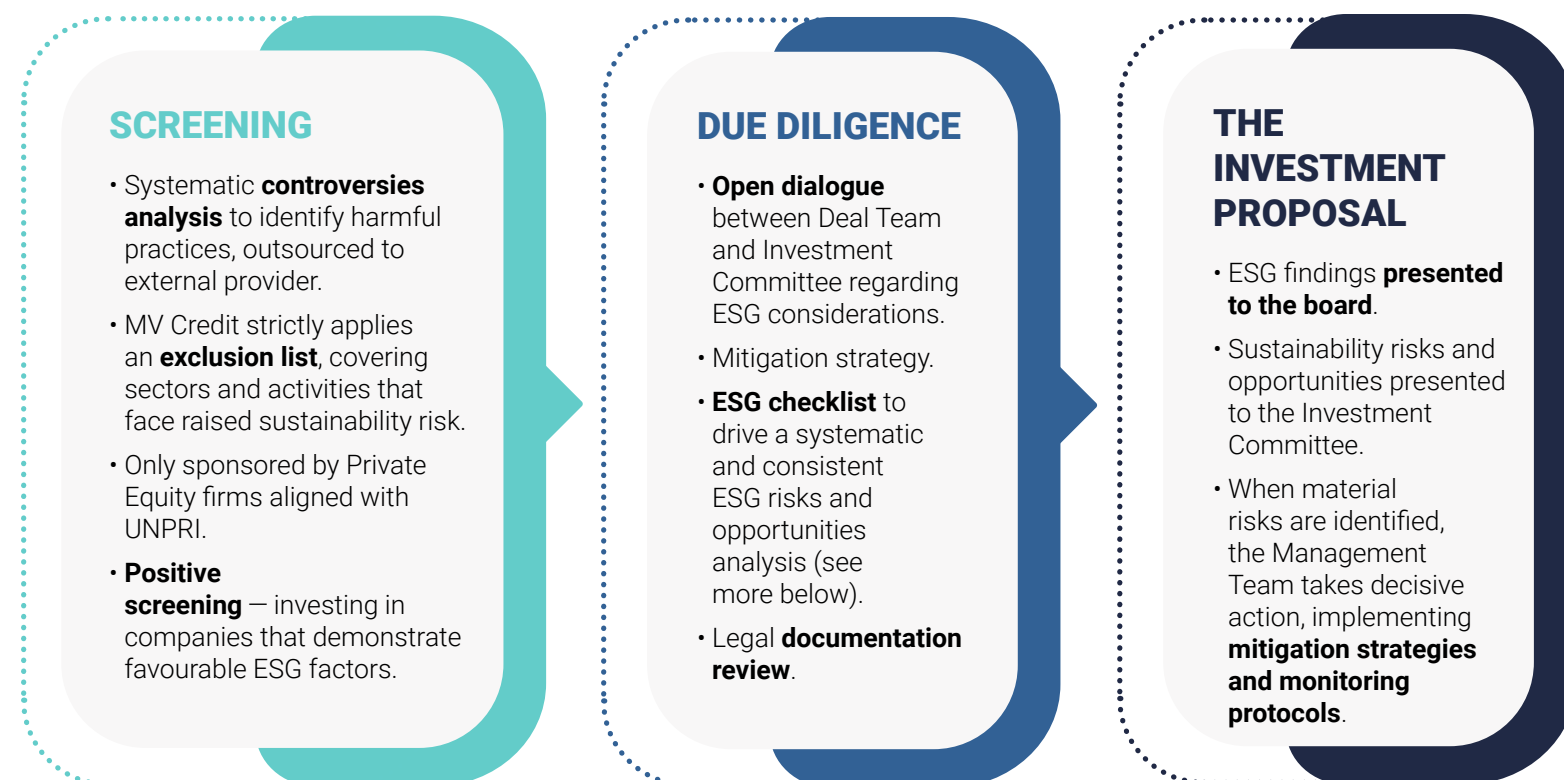 SCREENING
• Systematic controversies
analysis to identify harmful
practices, outsourced to
external provider.
• MV Credit strictly applies
an exclusion list, covering
sectors and activities that
face raised sustainability risk.
• Only sponsored by Private
Equity firms aligned with
UNPRI.
• Positive
screening — investing in
companies that demonstrate
favourable ESG factors.
DUE DILIGENCE
• Open dialogue
between Deal Team
and Investment
Committee regarding
ESG considerations.
• Mitigation strategy.
• ESG checklist to
drive a systematic
and consistent
ESG risks and
opportunities
analysis (see
more below).
• Legal documentation
review.
THE
INVESTMENT
PROPOSAL
• ESG findings presented
to the board.
• Sustainability risks and
opportunities presented
to the Investment
Committee.
• When material
risks are identified,
the Management
Team takes decisive
action, implementing
mitigation strategies
and monitoring
protocols.